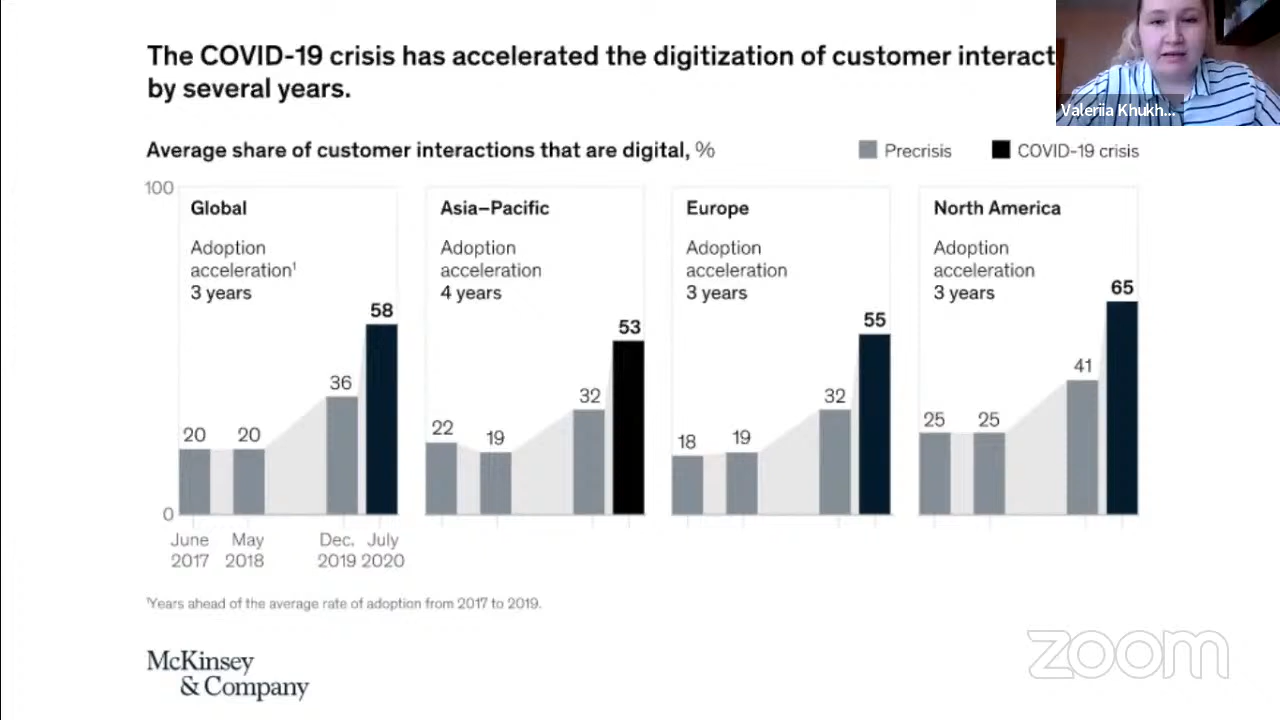 The COVID-19 crisis has accelerated the digitization of customer interact
by several years.
Valeriia Khukh...
Average share of customer interactions that are digital, %
Precrisis
COVID-19 crisis
100
0
Global
Adoption
acceleration¹
3 years
20
20
36
58
June
2017
May
2018
Dec.
2019
July
2020
Asia–Pacific
Adoption
acceleration
4 years
22
19
32
53
Europe
Adoption
acceleration
3 years
18
19
32
55
North America
Adoption
acceleration
3 years
25
25
41
65
¹Years ahead of the average rate of adoption from 2017 to 2019.
McKinsey
& Company
zoom